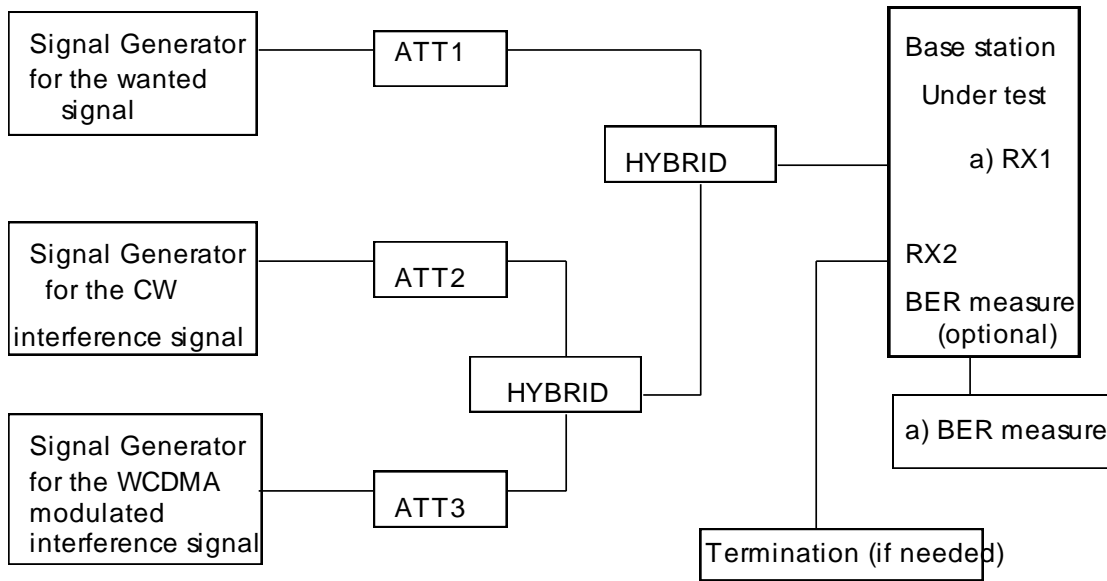 Signal Generator
for the wanted
signal
ATT1
HYBRID
Base station
Under test
a) RX1
RX2
BER measure
(optional)
Signal Generator
for the CW
interference signal
ATT2
HYBRID
a) BER measure
Signal Generator
for the WCDMA
modulated
interference signal
ATT3
Termination (if needed)